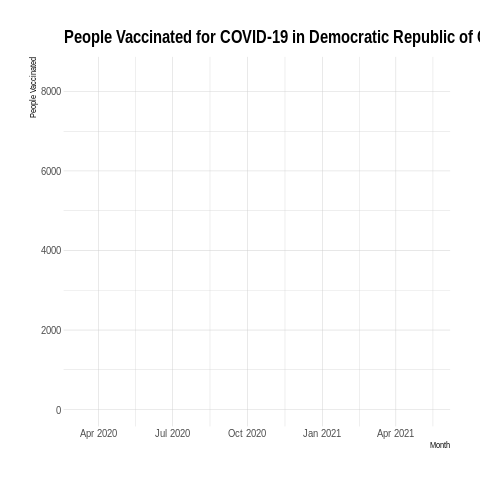 People Vaccinated for COVID-19 in Democratic Republic of
People Vaccinated
8000
6000
4000
2000
0
Apr 2020
Jul 2020
Oct 2020
Jan 2021
Apr 2021
Month